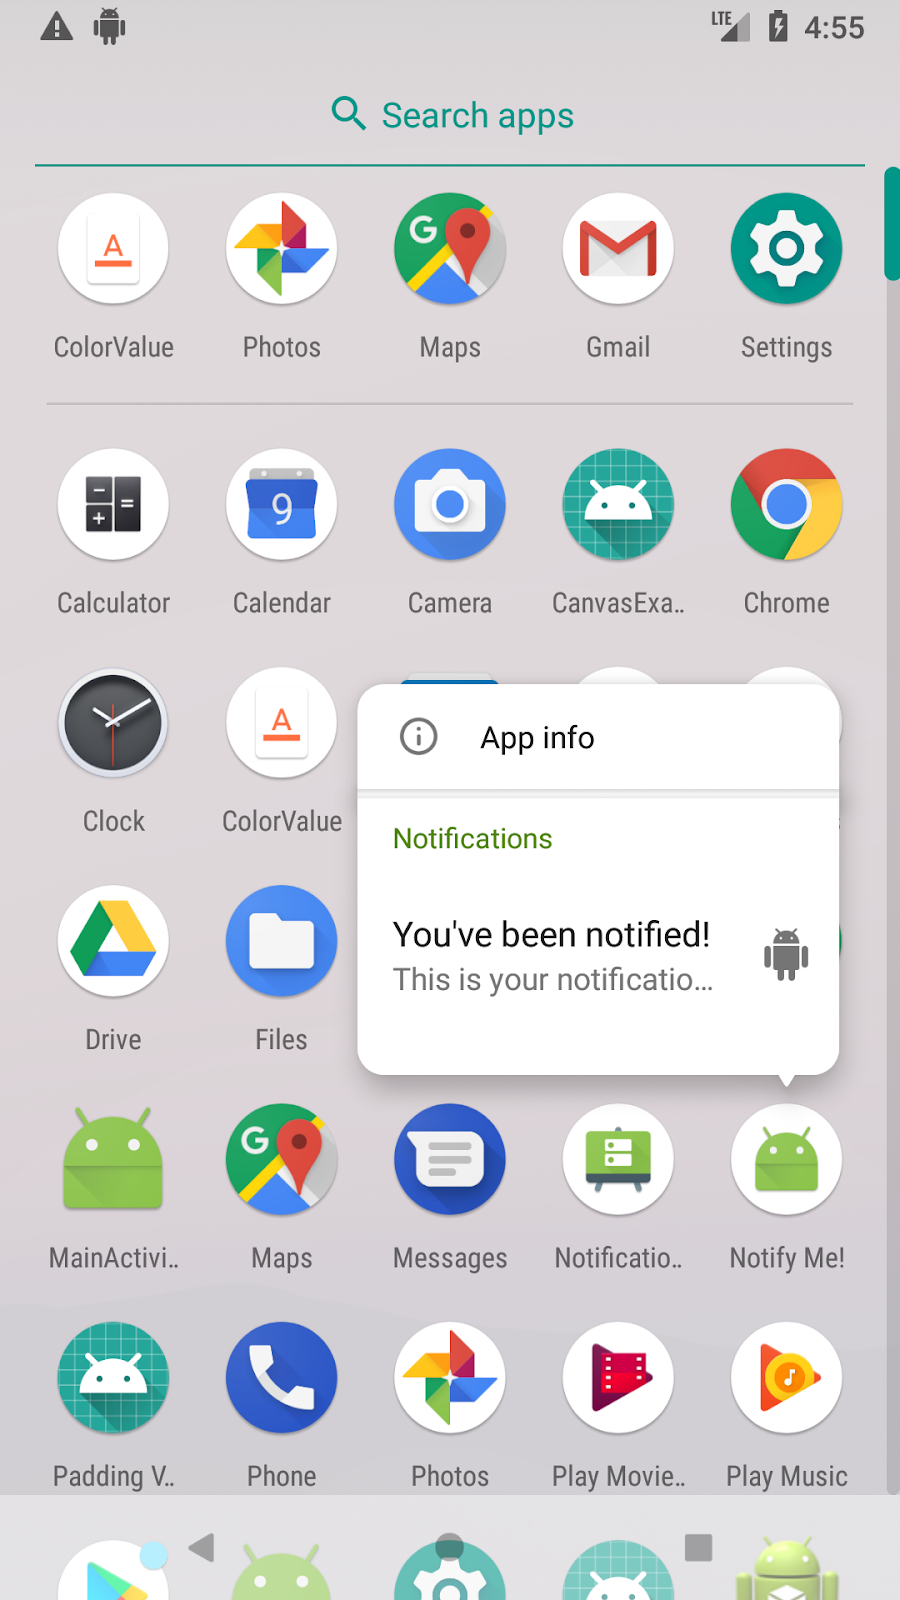 LTE 4:55
Search apps
ColorValue Photos Maps Gmail Settings
Calculator Calendar Camera CanvasExa.. Chrome
Clock ColorValue
App info
Notifications
You've been notified!
This is your notificatio...
Drive Files
MainActivi.. Maps Messages Notificatio.. Notify Me!
Padding V.. Phone Photos Play Movie.. Play Music